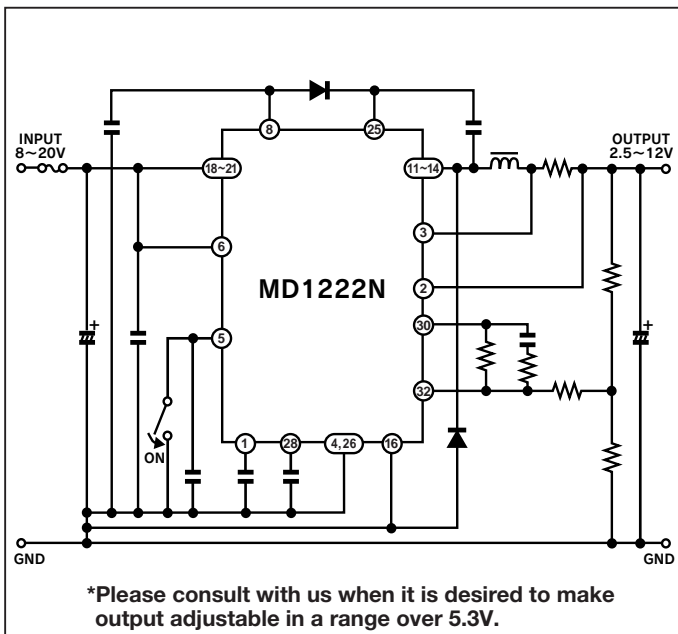 INPUT
8~20V
OUTPUT
2.5~12V
8
25
18~21
11~14
6
3
MD1222N
2
5
30
32
ON
1
28
4,26
16
GND
GND
*Please consult with us when it is desired to make
output adjustable in a range over 5.3V.